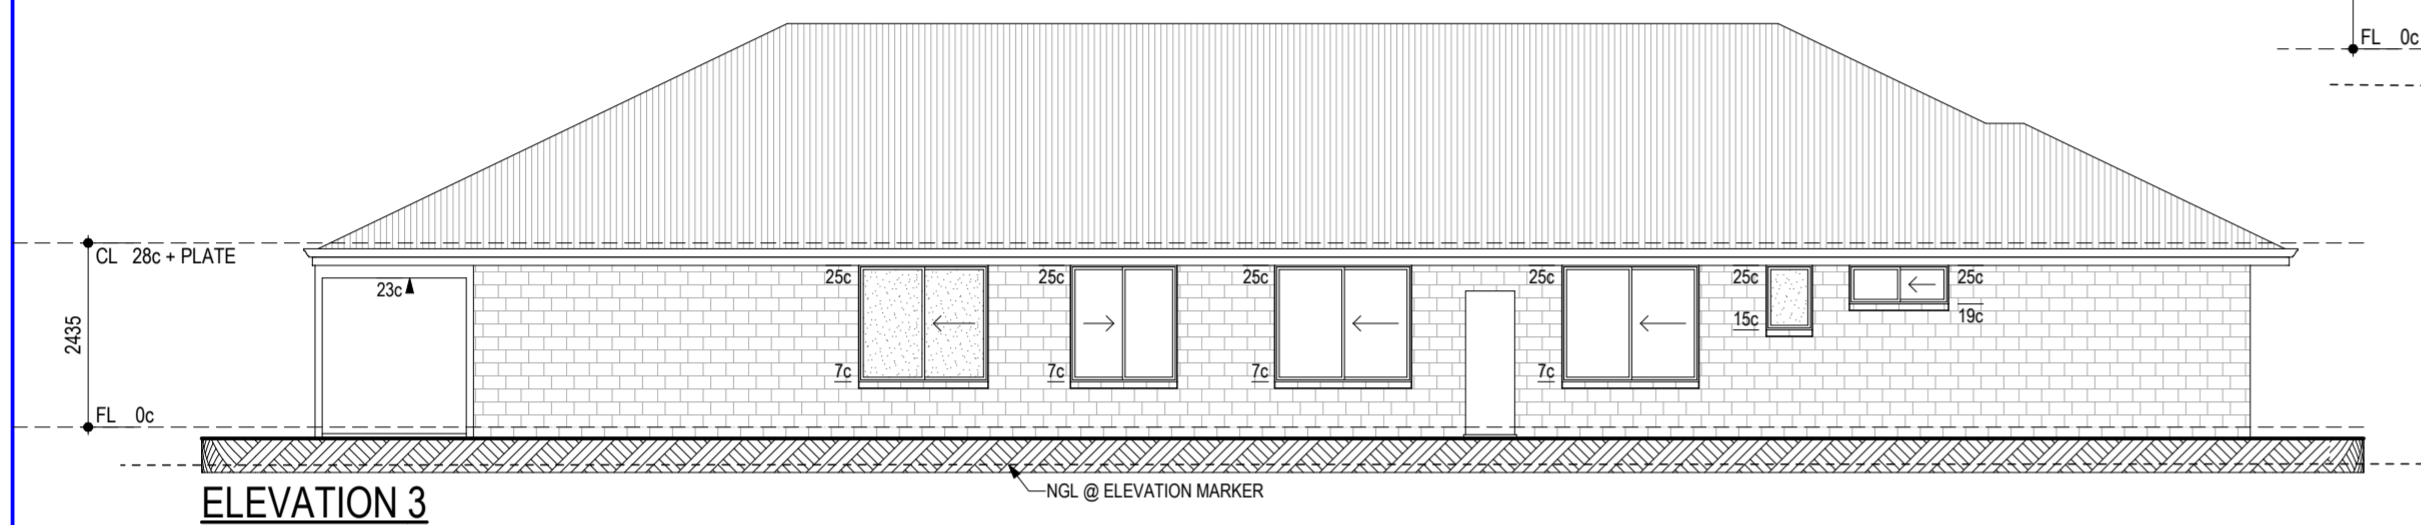 FL 0c
CL 28c + PLATE
23c
25c
25c
25c
25c
25c
25c
15c
19c
2435
7c
7c
7c
7c
FL 0c
NGL @ ELEVATION MARKER
ELEVATION 3